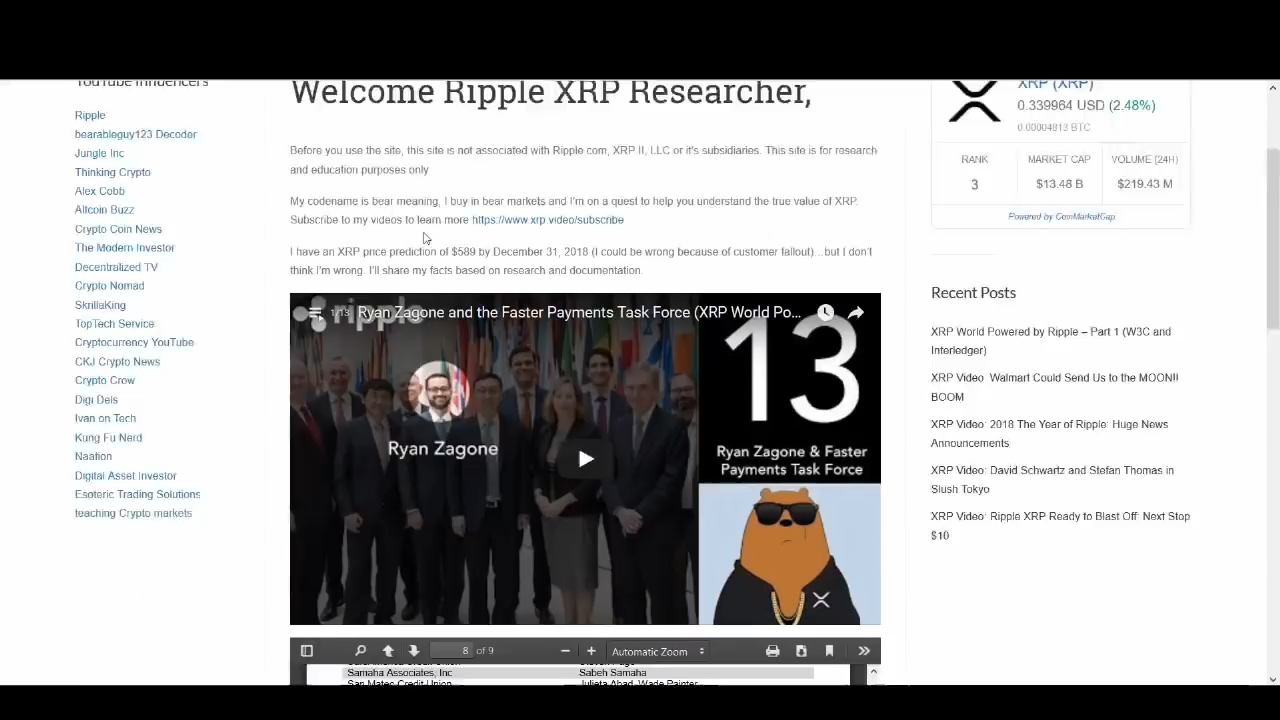 YouTube Influencers
Ripple
bearableguy123 Decoder
Jungle Inc
Thinking Crypto
Alex Cobb
Altcoin Buzz
Crypto Coin News
The Modern Investor
Decentralized TV
Crypto Nomad
SkrillaKing
TopTech Service
Cryptocurrency YouTube
CKJ Crypto News
Crypto Crow
Digi Dels
Ivan on Tech
Kung Fu Nerd
Naation
Digital Asset Investor
Esoteric Trading Solutions
teaching Crypto markets
Welcome Ripple XRP Researcher,
Before you use the site, this site is not associated with Ripple.com, XRP II, LLC or it's subsidiaries. This site is for research
and education purposes only
My codename is bear meaning, I buy in bear markets and I'm on a quest to help you understand the true value of XRP.
Subscribe to my videos to learn more https://www.xrp.video/subscribe
I have an XRP price prediction of $589 by December 31, 2018 (I could be wrong because of customer fallout)...but I don't
think I'm wrong. I'll share my facts based on research and documentation.
ripple
1/13 Ryan Zagone and the Faster Payments Task Force (XRP World Po...
Ryan Zagone
13
Ryan Zagone & Faster
Payments Task Force
8 of 9
Automatic Zoom
Samaha Associates, Inc Sabeh Samaha
San Mateo Credit Union Julieta Abad-Wade Painter
XRP (XRP)
0.339964 USD (2.48%)
0.00004813 BTC
RANK
3
MARKET CAP
$13.48 B
VOLUME (24H)
$219.43 M
Powered by CoinMarketCap
Recent Posts
XRP World Powered by Ripple – Part 1 (W3C and
Interledger)
XRP Video: Walmart Could Send Us to the MOON!!
BOOM
XRP Video: 2018 The Year of Ripple: Huge News
Announcements
XRP Video: David Schwartz and Stefan Thomas in
Slush Tokyo
XRP Video: Ripple XRP Ready to Blast Off: Next Stop
$10